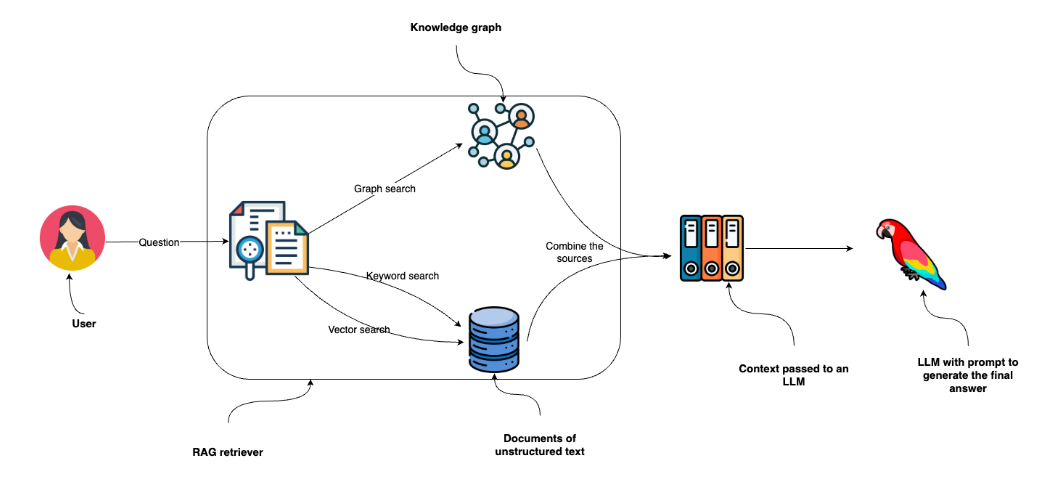 Knowledge graph
Graph search
Question
Combine the
sources
Keyword search
Vector search
User
Context passed to an
LLM
LLM with prompt to
generate the final
answer
RAG retriever
Documents of
unstructured text